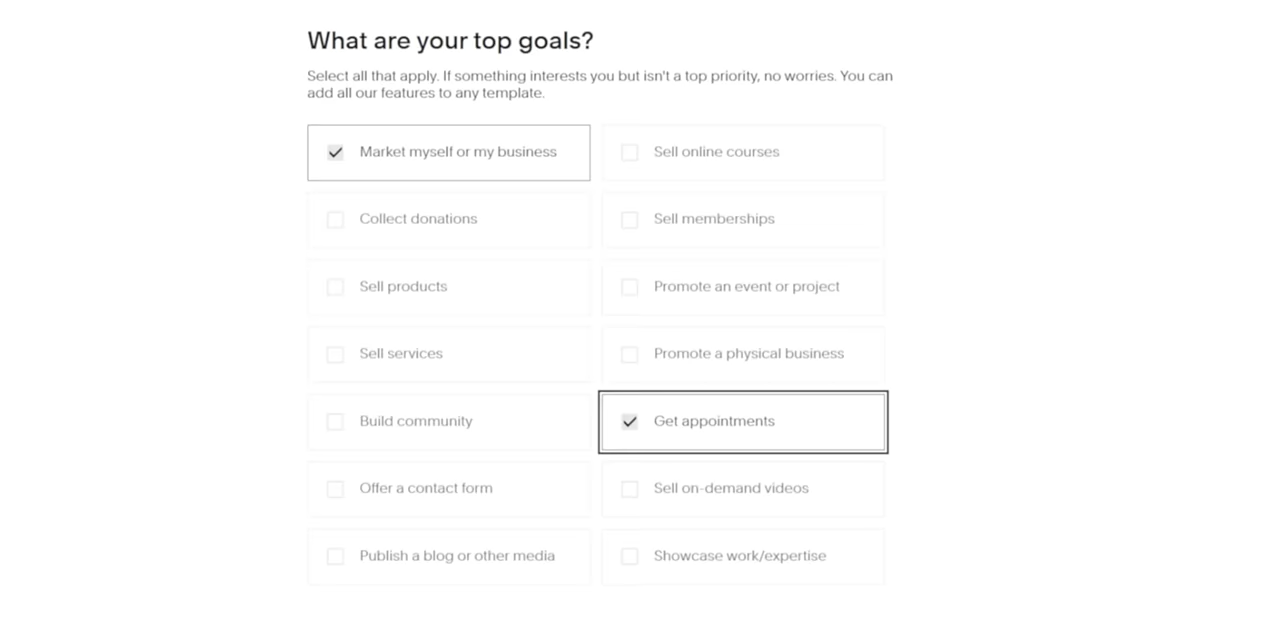 What are your top goals?
Select all that apply. If something interests you but isn't a top priority, no worries. You can
add all our features to any template.
Market myself or my business
Sell online courses
Collect donations
Sell memberships
Sell products
Promote an event or project
Sell services
Promote a physical business
Build community
Get appointments
Offer a contact form
Sell on-demand videos
Publish a blog or other media
Showcase work/expertise